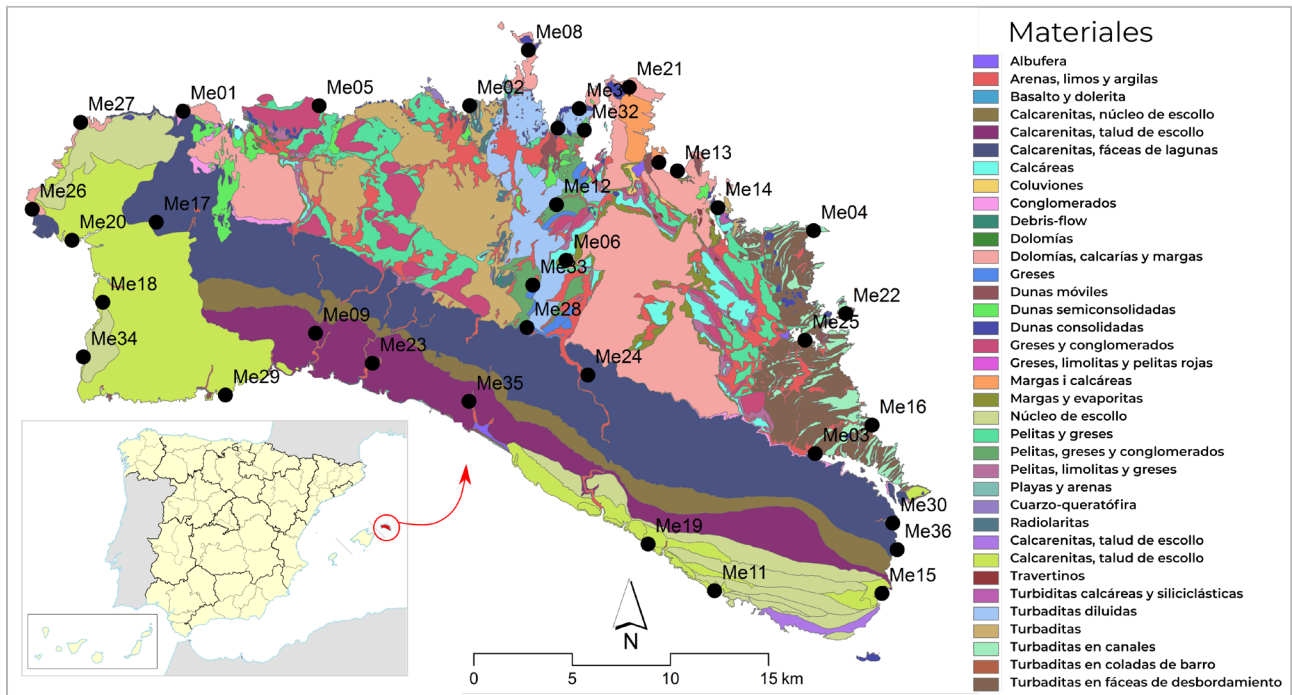 Me08
Me21
Me27
Me01
Me05
Me02
Me32
Me13
Me26
Me17
Me12
Me14
Me20
Me04
Me06
Me33
Me18
Me22
Me28
Me25
Me09
Me34
Me23
Me24
Me29
Me35
Me16
Me03
Me30
Me19
Me36
Me11
Me15
N
0 5 10 15 km
Materiales
Albufera
Arenas, limos y argilas
Basalto y dolerita
Calcarenitas, núcleo de escollo
Calcarenitas, talud de escollo
Calcarenitas, fáceas de lagunas
Calcáreas
Coluviones
Conglomerados
Debris-flow
Dolomías
Dolomías, calcarías y margas
Greses
Dunas móviles
Dunas semiconsolidadas
Dunas consolidadas
Greses y conglomerados
Greses, limolitas y pelitas rojas
Margas i calcáreas
Margas y evaporitas
Núcleo de escollo
Pelitas y greses
Pelitas, greses y conglomerados
Pelitas, limolitas y greses
Playas y arenas
Cuarzo-queratófira
Radiolaritas
Calcarenitas, talud de escollo
Calcarenitas, talud de escollo
Travertinos
Turbiditas calcáreas y siliciclásticas
Turbaditas diluidas
Turbaditas
Turbaditas en canales
Turbaditas en coladas de barro
Turbaditas en fáceas de desbordamiento